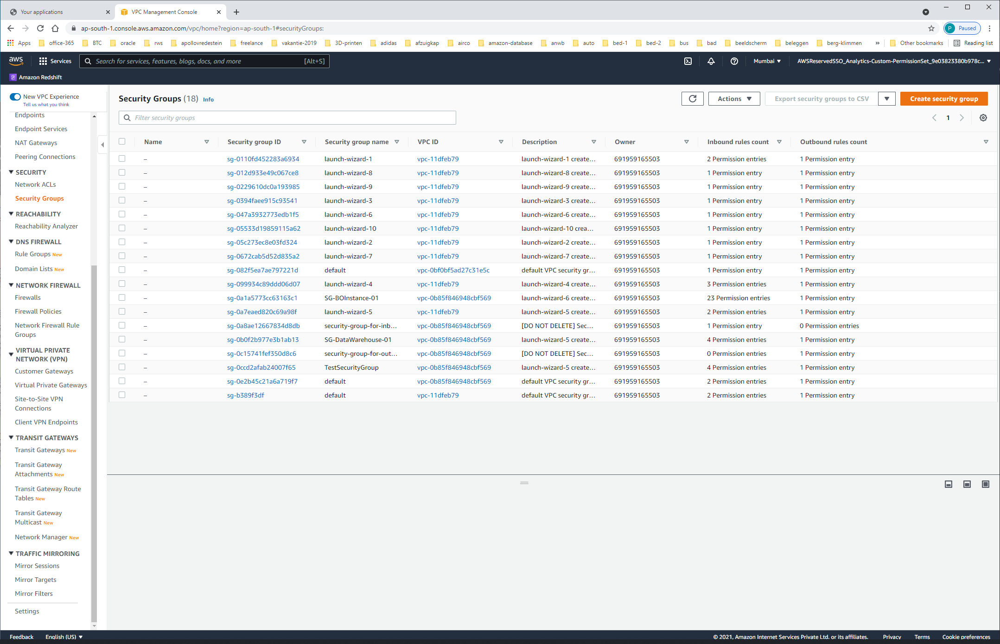 Your applications
VPC Management Console
ap-south-1.console.aws.amazon.com/vpc/home?region=ap-south-1#securityGroups:
P Paused
Apps office-365 BTC oracle rws apollovredestein freelance vakantie-2019 3D-printen adidas afzuigkap airco amazon-database anwb auto bed-1 bed-2 bus bad beeldscherm beleggen berg-klimmen » Other bookmarks Reading list
aws Services Search for services, features, blogs, docs, and more [Alt+S] Mumbai AWSReservedSSO_Analytics-Custom-PermissionSet_9e03823380b978c...
Amazon Redshift
New VPC Experience
Tell us what you think
Endpoints
Endpoint Services
NAT Gateways
Peering Connections
SECURITY
Network ACLs
Security Groups
REACHABILITY
Reachability Analyzer
DNS FIREWALL
Rule Groups New
Domain Lists New
NETWORK FIREWALL
Firewalls
Firewall Policies
Network Firewall Rule
Groups
VIRTUAL PRIVATE
NETWORK (VPN)
Customer Gateways
Virtual Private Gateways
Site-to-Site VPN
Connections
Client VPN Endpoints
TRANSIT GATEWAYS
Transit Gateways New
Transit Gateway
Attachments New
Transit Gateway Route
Tables New
Transit Gateway
Multicast New
Network Manager New
TRAFFIC MIRRORING
Mirror Sessions
Mirror Targets
Mirror Filters
Settings
Security Groups (18) Info
Actions Export security groups to CSV Create security group
Filter security groups
1
Name Security group ID Security group name VPC ID Description Owner Inbound rules count Outbound rules count
– sg-0110fd452283a6934 launch-wizard-1 vpc-11dfeb79 launch-wizard-1 create... 691959165503 2 Permission entries 1 Permission entry
– sg-012d933e49c067ce8 launch-wizard-8 vpc-11dfeb79 launch-wizard-8 create... 691959165503 1 Permission entry 1 Permission entry
– sg-0229610dc0a193985 launch-wizard-9 vpc-11dfeb79 launch-wizard-9 create... 691959165503 1 Permission entry 1 Permission entry
– sg-0394faee915c93541 launch-wizard-3 vpc-11dfeb79 launch-wizard-3 create... 691959165503 1 Permission entry 1 Permission entry
– sg-047a3932773edb1f5 launch-wizard-6 vpc-11dfeb79 launch-wizard-6 create... 691959165503 1 Permission entry 1 Permission entry
– sg-05533d19859115a62 launch-wizard-10 vpc-11dfeb79 launch-wizard-10 crea... 691959165503 1 Permission entry 1 Permission entry
– sg-05c273ec8e03fd324 launch-wizard-2 vpc-11dfeb79 launch-wizard-2 create... 691959165503 1 Permission entry 1 Permission entry
– sg-0672cab5d52d835a2 launch-wizard-7 vpc-11dfeb79 launch-wizard-7 create... 691959165503 1 Permission entry 1 Permission entry
– sg-082f5ea7ae797221d default vpc-0bf0bf5ad27c31e5c default VPC security gr... 691959165503 1 Permission entry 1 Permission entry
– sg-099934c89ddd06d07 launch-wizard-4 vpc-11dfeb79 launch-wizard-4 create... 691959165503 3 Permission entries 1 Permission entry
– sg-0a1a5773cc63163c1 SG-BOInstance-01 vpc-0b85f846948cbf569 launch-wizard-6 create... 691959165503 23 Permission entries 1 Permission entry
– sg-0a7eaed820c69a98f launch-wizard-5 vpc-11dfeb79 launch-wizard-5 create... 691959165503 2 Permission entries 1 Permission entry
– sg-0a8ae12667834d8db security-group-for-inb... vpc-0b85f846948cbf569 [DO NOT DELETE] Sec... 691959165503 1 Permission entry 0 Permission entries
– sg-0b0f2b977e3b1ab13 SG-DataWarehouse-01 vpc-0b85f846948cbf569 launch-wizard-5 create... 691959165503 4 Permission entries 1 Permission entry
– sg-0c15741fef350d8c6 security-group-for-out... vpc-0b85f846948cbf569 [DO NOT DELETE] Sec... 691959165503 0 Permission entries 1 Permission entry
– sg-0ccd2afab24007f65 TestSecurityGroup vpc-0b85f846948cbf569 launch-wizard-5 create... 691959165503 4 Permission entries 1 Permission entry
– sg-0e2b45c21a6a719f7 default vpc-0b85f846948cbf569 default VPC security gr... 691959165503 2 Permission entries 1 Permission entry
– sg-b389f3df default vpc-11dfeb79 default VPC security gr... 691959165503 2 Permission entries 1 Permission entry
Feedback English (US) © 2021, Amazon Internet Services Private Ltd. or its affiliates. Privacy Terms Cookie preferences